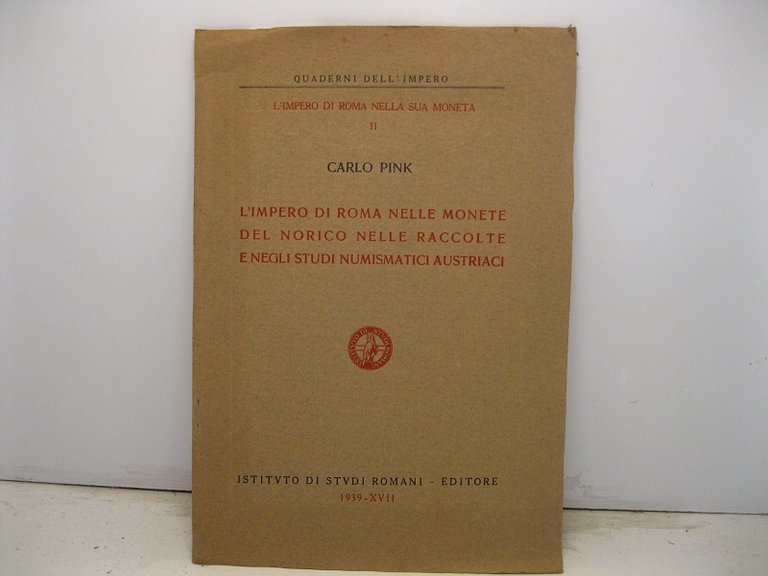 QUADERNI DELL'IMPERO
L'IMPERO DI ROMA NELLA SUA MONETA
II
CARLO PINK
L'IMPERO DI ROMA NELLE MONETE
DEL NORICO NELLE RACCOLTE
E NEGLI STUDI NUMISMATICI AUSTRIACI
ISTITVTO DI STVDI ROMANI – EDITORE
1939-XVII